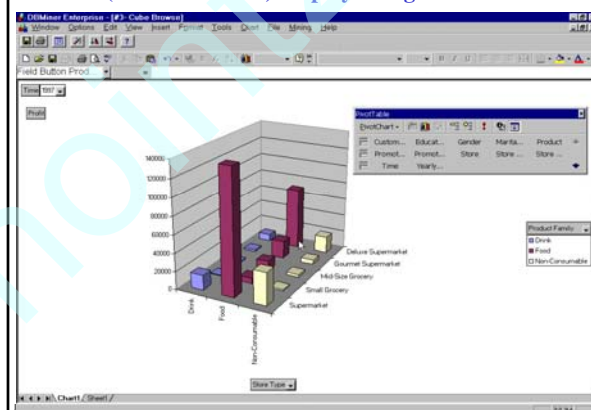 DBMiner Enterprise - [#3- Cube Browse]
Window Options Edit View Insert Format Tools Quart File Mining Help
Field Button Prod...
Time 1997
Profit
PivotTable
PivotChart
Custom... Educat... Gender Marita... Product
Promot... Promot... Store Store ... Store ...
Time Yearly...
140000
120000
100000
80000
60000
40000
20000
0
Deluxe Supermarket
Gourmet Supermarket
Mid-Size Grocery
Small Grocery
Supermarket
Drink
Food
Non-Consumable
Product Family
Drink
Food
Non-Consumable
Store Type
Chart1 / Sheet1 /